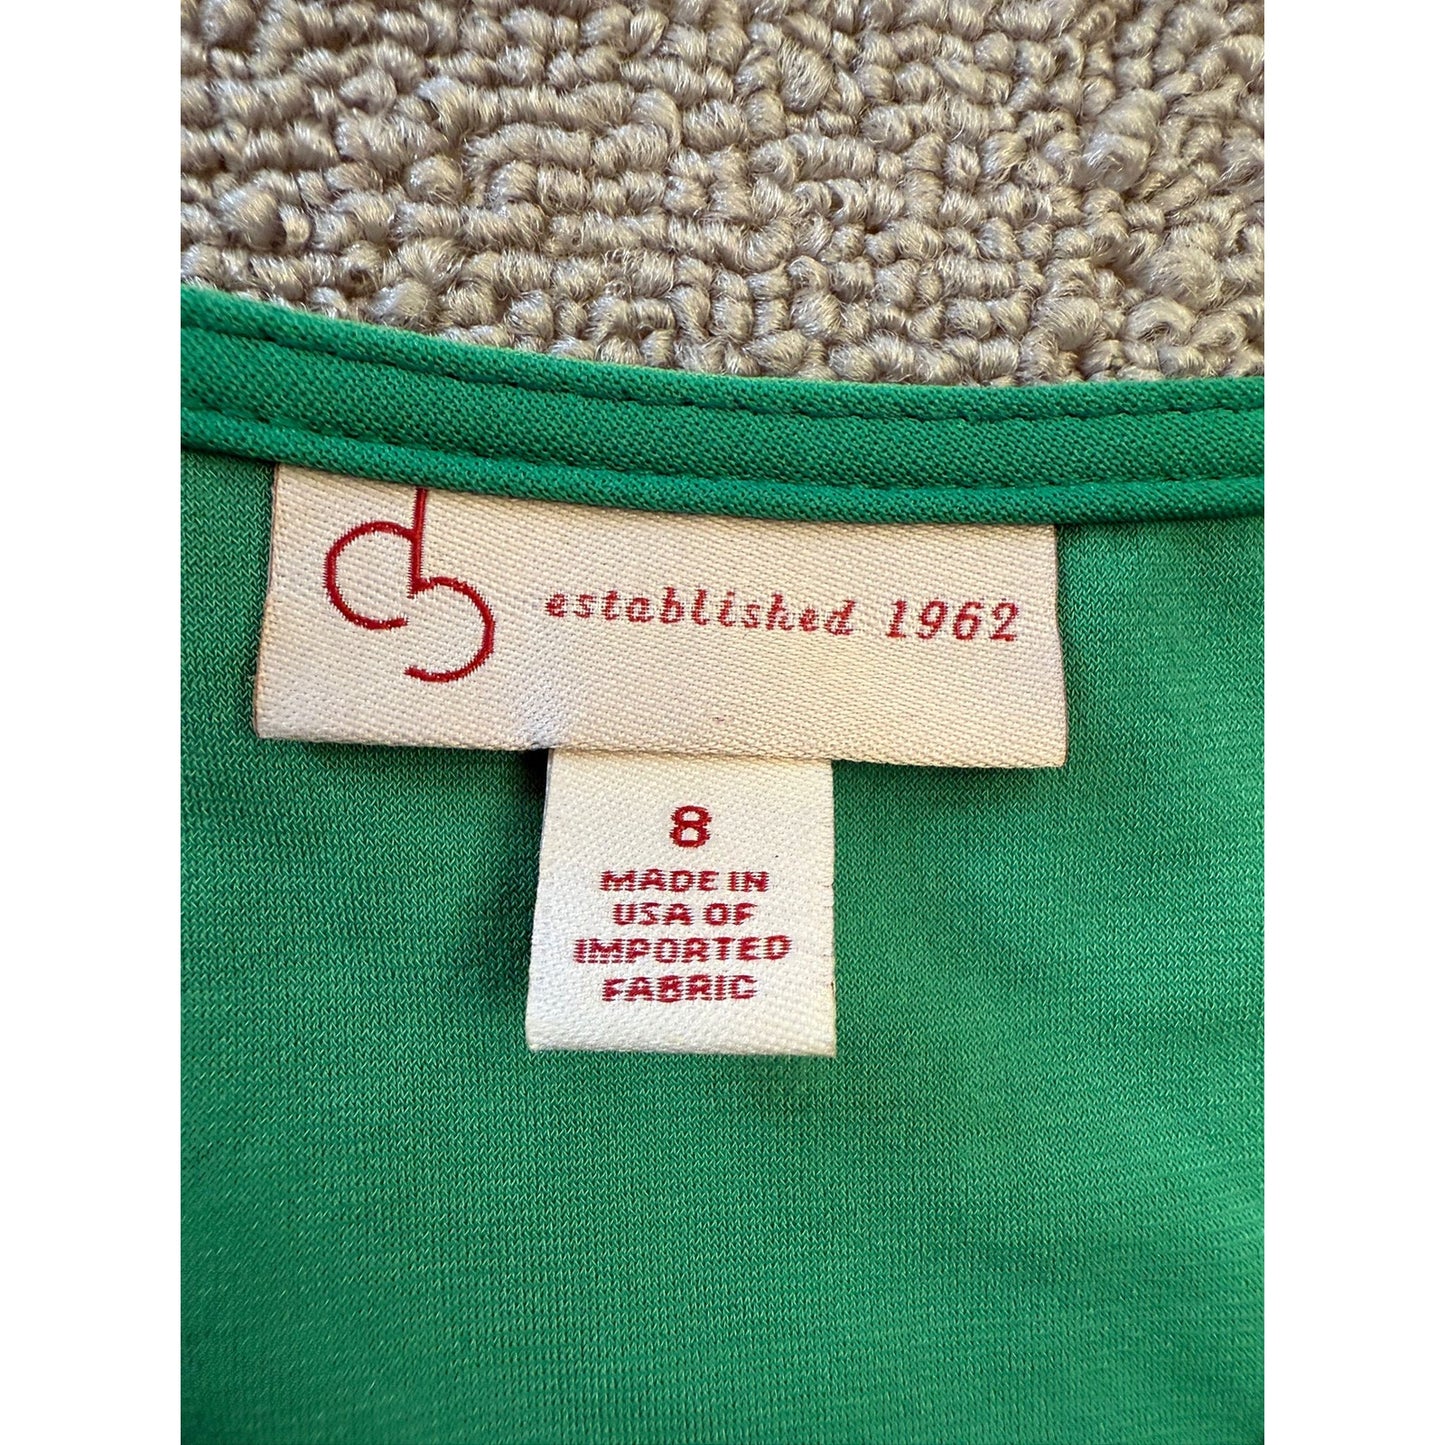 established 1962
8
MADE IN
USA OF
IMPORTED
FABRIC